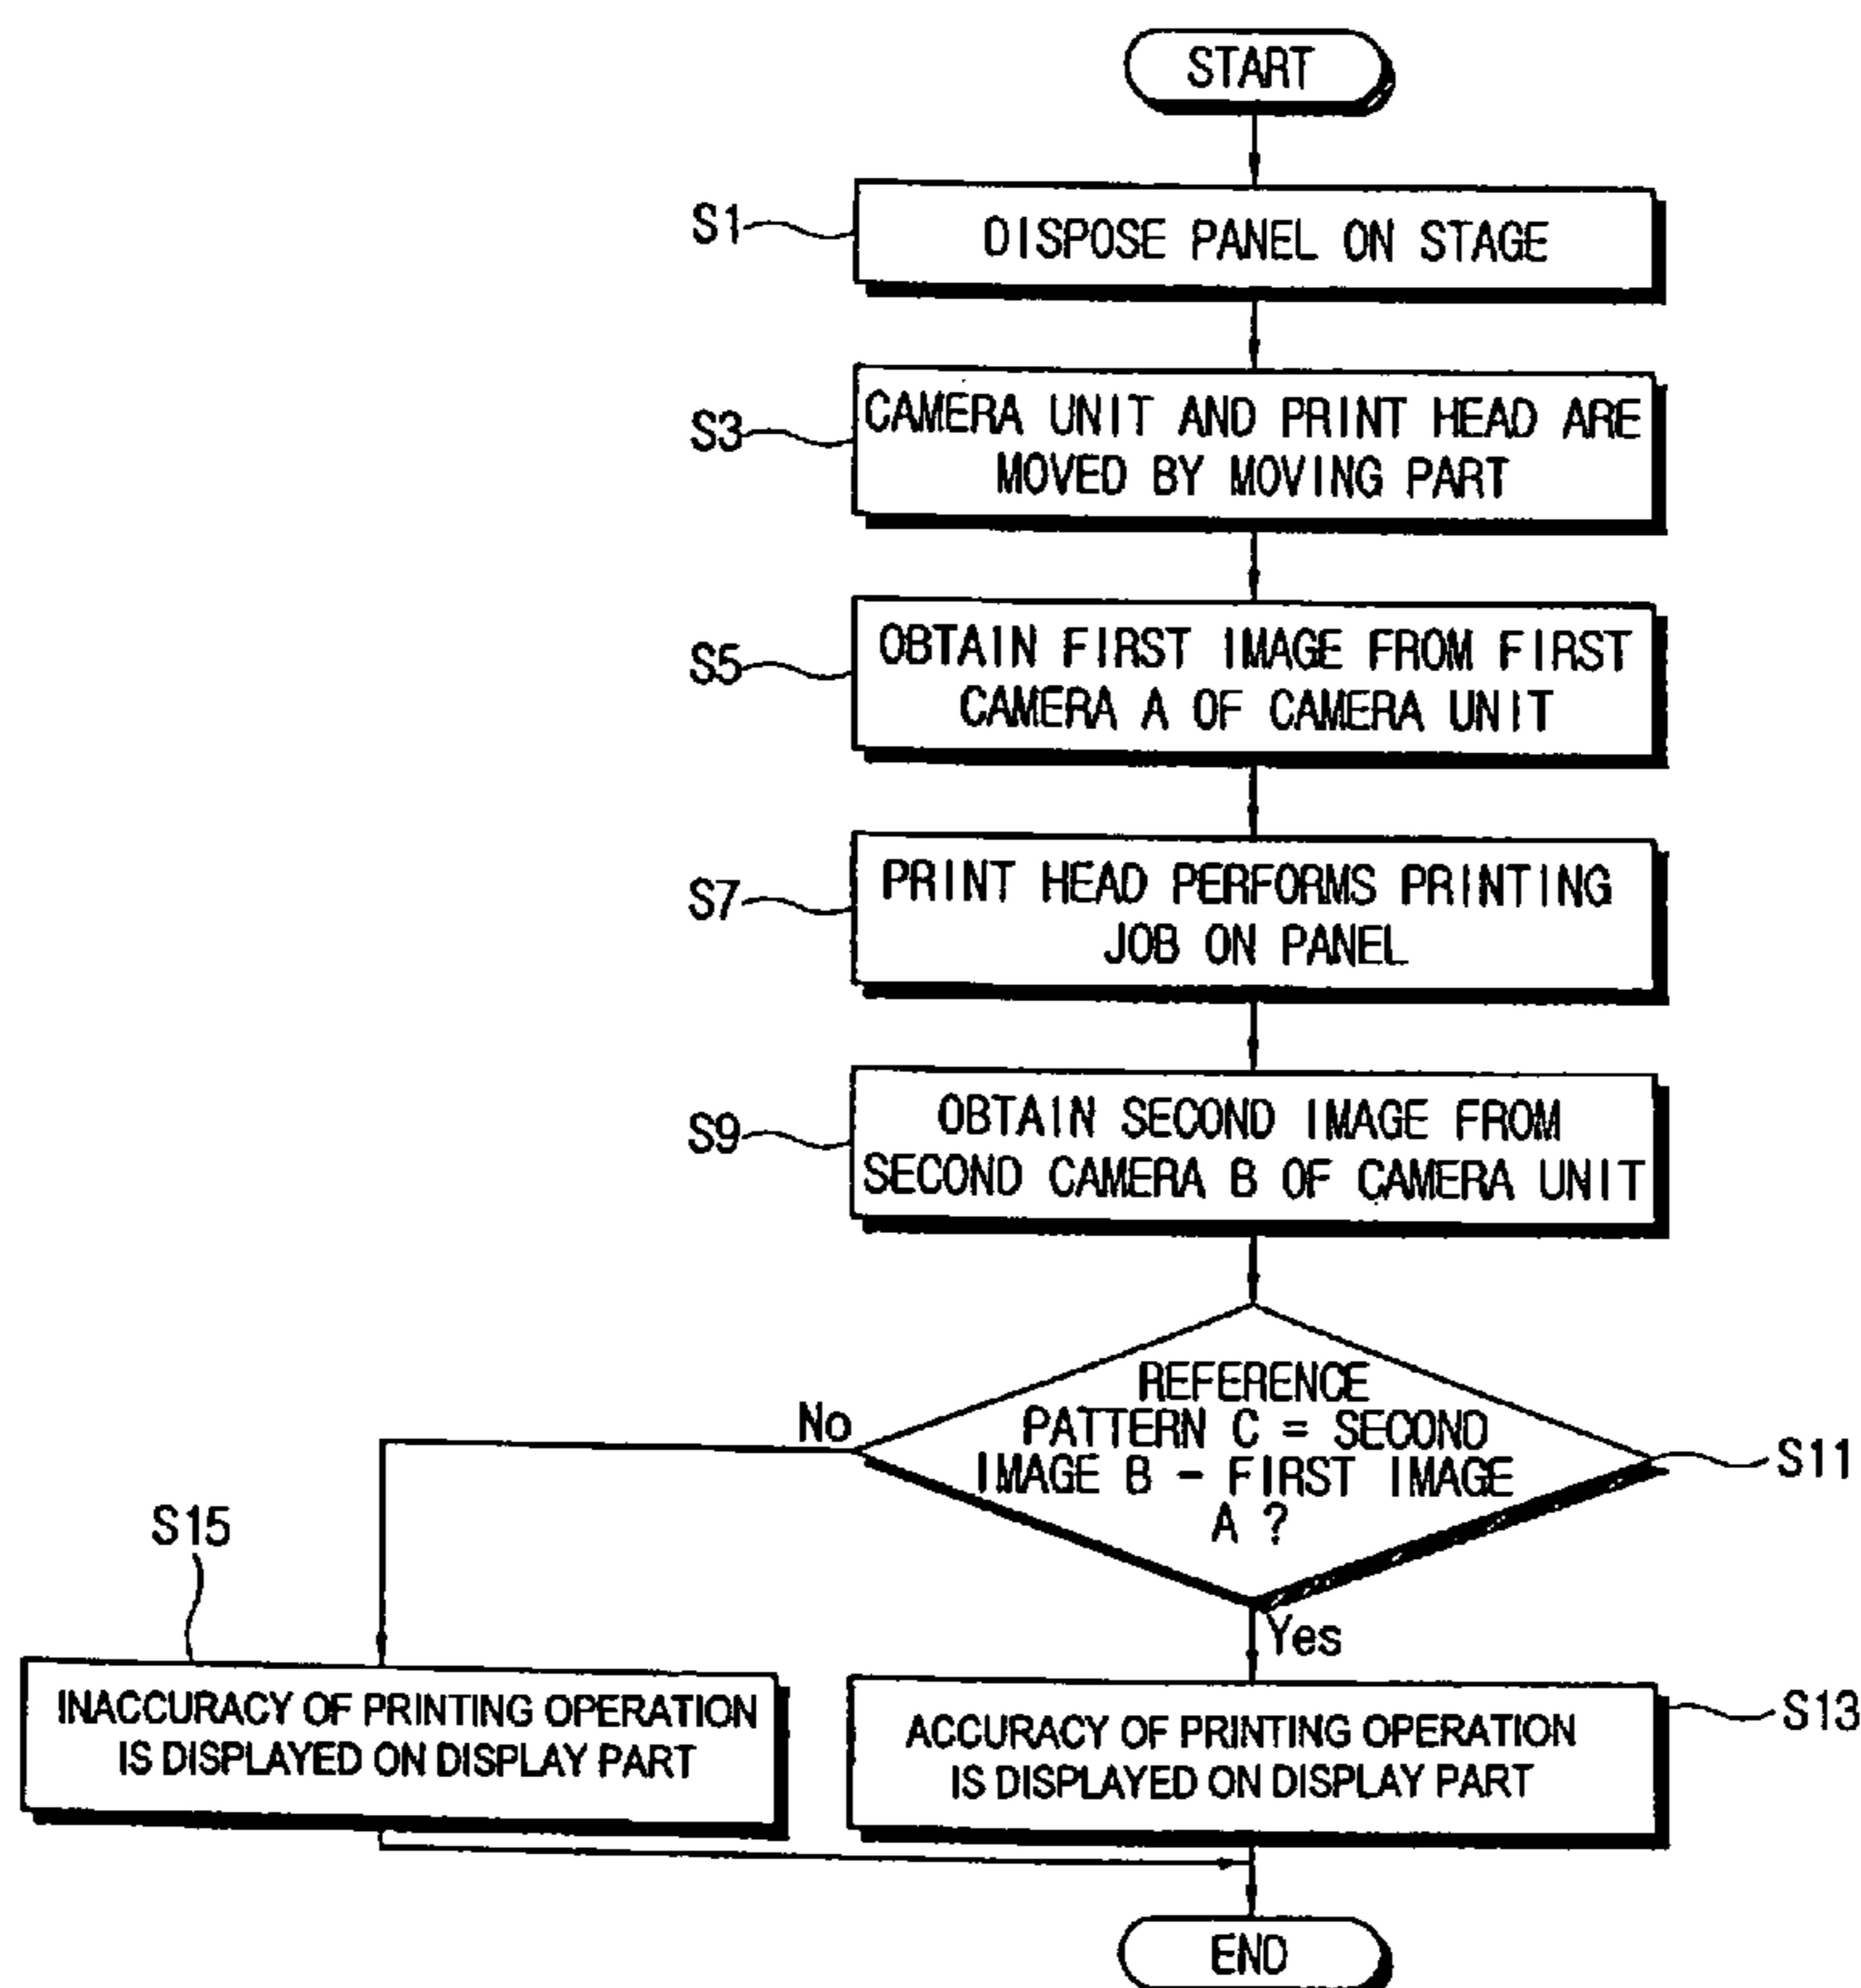 START
S1
DISPOSE PANEL ON STAGE
S3
CAMERA UNIT AND PRINT HEAD ARE
MOVED BY MOVING PART
S5
OBTAIN FIRST IMAGE FROM FIRST
CAMERA A OF CAMERA UNIT
S7
PRINT HEAD PERFORMS PRINTING
JOB ON PANEL
S9
OBTAIN SECOND IMAGE FROM
SECOND CAMERA B OF CAMERA UNIT
REFERENCE
PATTERN C = SECOND
IMAGE B - FIRST IMAGE
A ?
S11
No
Yes
S15
INACCURACY OF PRINTING OPERATION
IS DISPLAYED ON DISPLAY PART
S13
ACCURACY OF PRINTING OPERATION
IS DISPLAYED ON DISPLAY PART
END